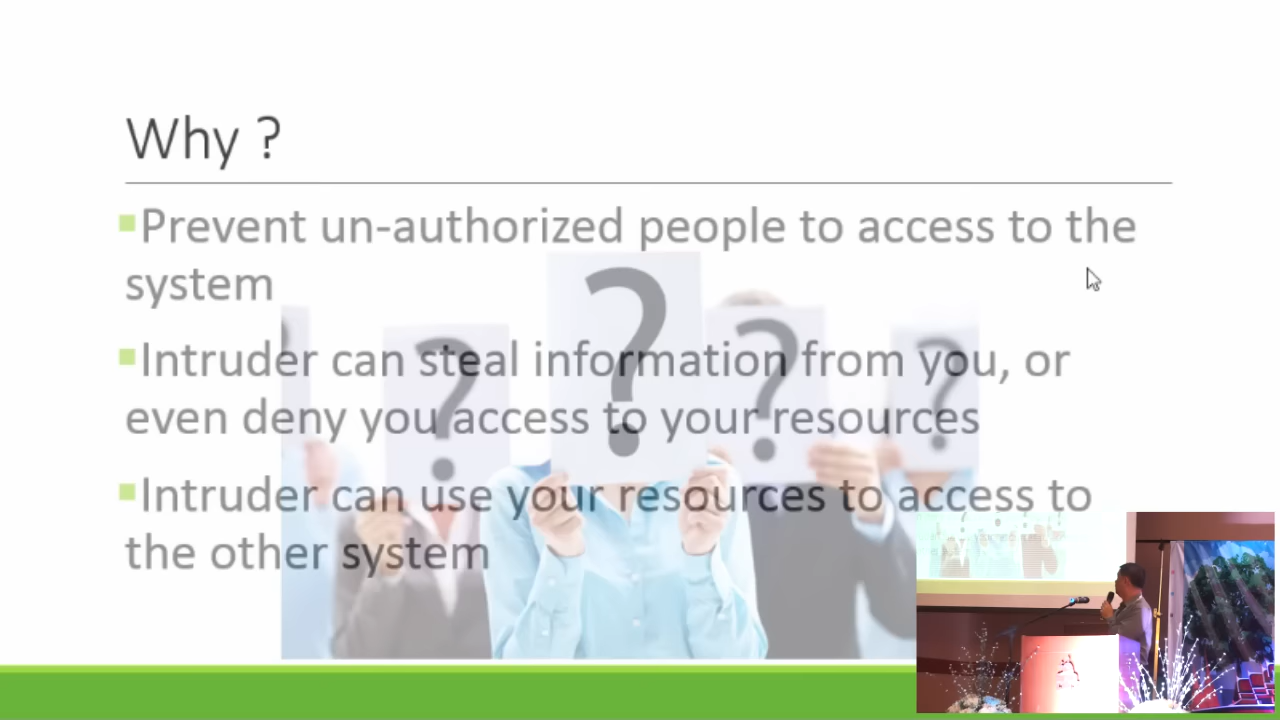 Why ?
▪Prevent un-authorized people to access to the
system
▪Intruder can steal information from you, or
even deny you access to your resources
▪Intruder can use your resources to access to
the other system
?
?
?
?